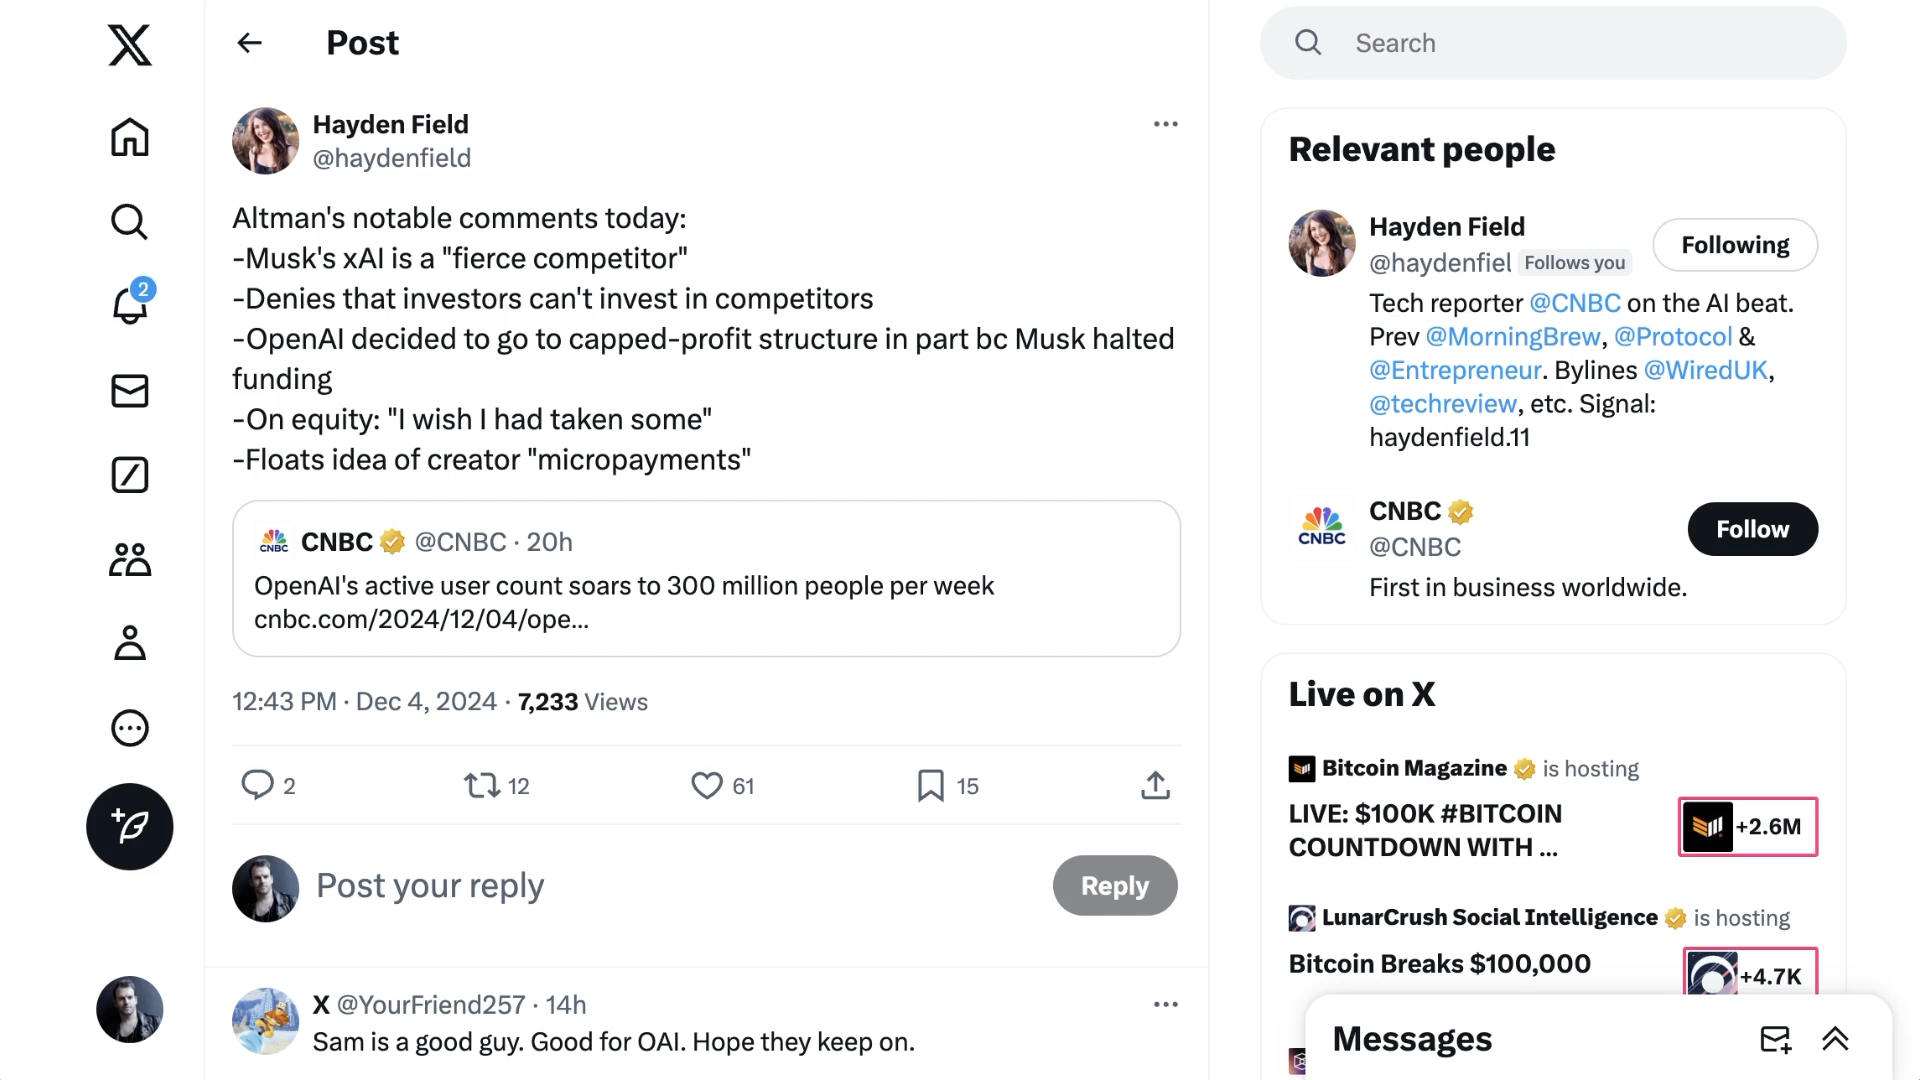 Post
Hayden Field
@haydenfield
Altman's notable comments today:
-Musk's xAI is a "fierce competitor"
-Denies that investors can't invest in competitors
-OpenAI decided to go to capped-profit structure in part bc Musk halted
funding
-On equity: "I wish I had taken some"
-Floats idea of creator "micropayments"
CNBC @CNBC · 20h
OpenAI's active user count soars to 300 million people per week
cnbc.com/2024/12/04/ope...
12:43 PM · Dec 4, 2024 · 7,233 Views
2
12
61
15
Post your reply
Reply
X @YourFriend257 · 14h
Sam is a good guy. Good for OAI. Hope they keep on.
2
Search
Relevant people
Hayden Field
@haydenfiel Follows you
Following
Tech reporter @CNBC on the AI beat.
Prev @MorningBrew, @Protocol &
@Entrepreneur. Bylines @WiredUK,
@techreview, etc. Signal:
haydenfield.11
CNBC
CNBC
@CNBC
Follow
First in business worldwide.
Live on X
Bitcoin Magazine is hosting
LIVE: $100K #BITCOIN
COUNTDOWN WITH ...
+2.6M
LunarCrush Social Intelligence is hosting
Bitcoin Breaks $100,000
+4.7K
Messages